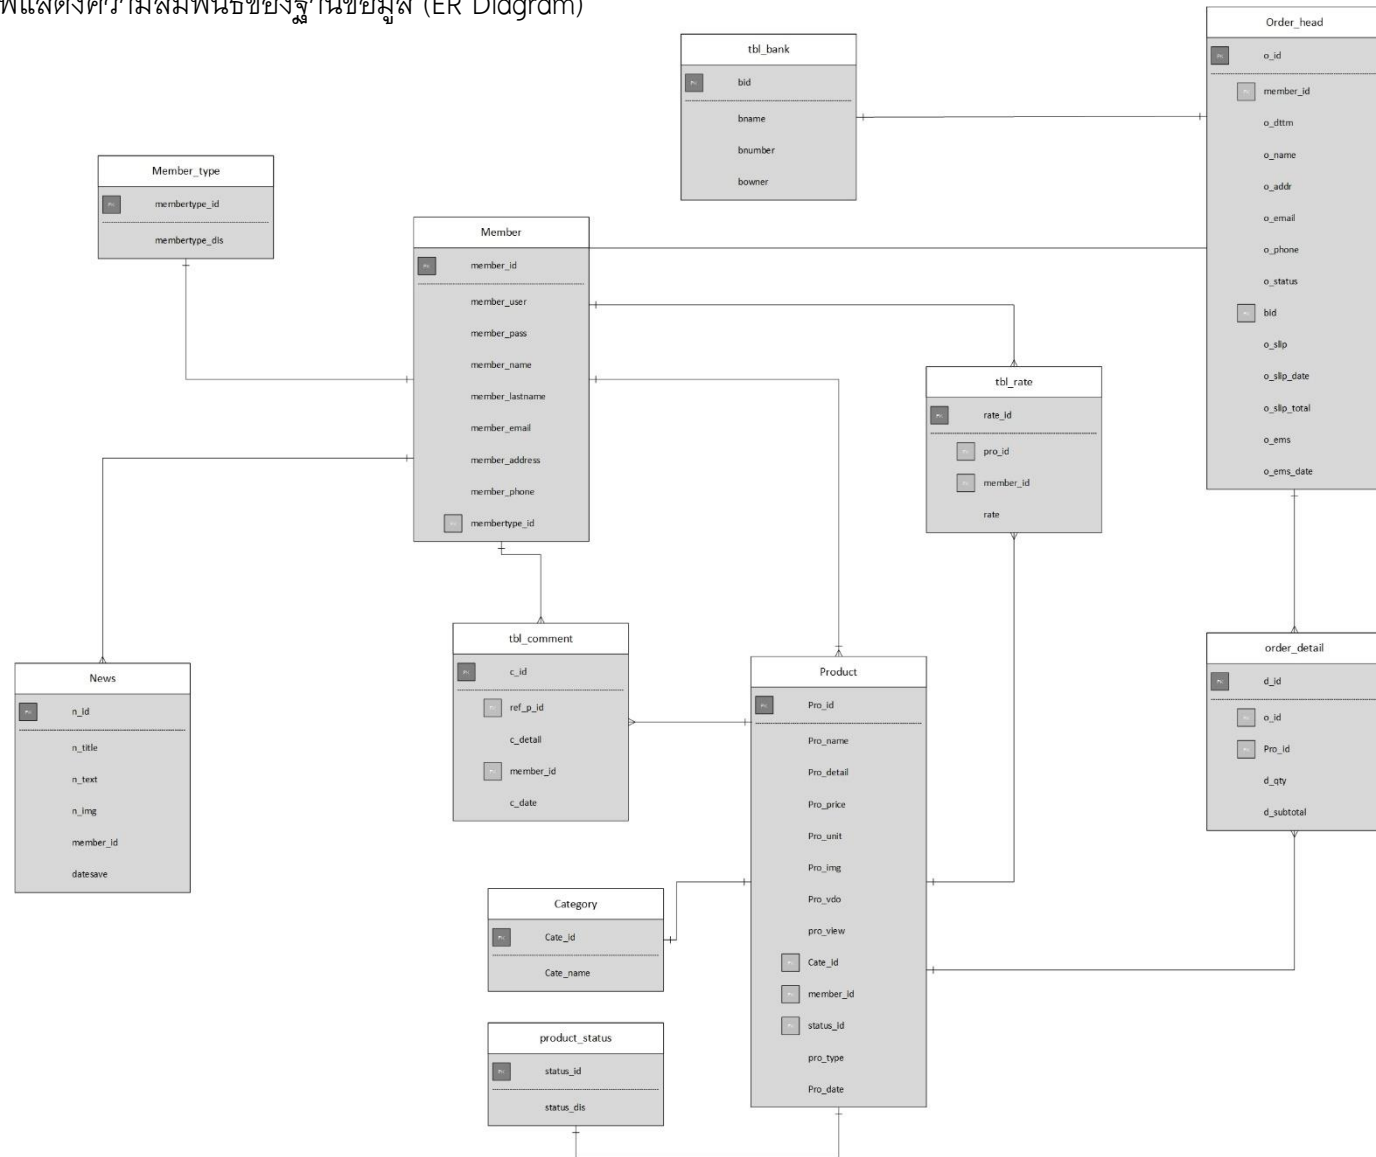 พแสดงความสัมพันธ์ของฐานข้อมูล (ER Diagram)
Order_head
o_id
member_id
o_dttm
o_name
o_addr
o_email
o_phone
o_status
bid
o_slip
o_slip_date
o_slip_total
o_ems
o_ems_date
tbl_bank
bid
bname
bnumber
bowner
Member_type
membertype_id
membertype_dis
Member
member_id
member_user
member_pass
member_name
member_lastname
member_email
member_address
member_phone
membertype_id
tbl_rate
rate_id
pro_id
member_id
rate
tbl_comment
c_id
ref_p_id
c_detail
member_id
c_date
News
n_id
n_title
n_text
n_img
member_id
datesave
Product
Pro_id
Pro_name
Pro_detail
Pro_price
Pro_unit
Pro_img
Pro_vdo
pro_view
Cate_id
member_id
status_id
pro_type
Pro_date
order_detail
d_id
o_id
Pro_id
d_qty
d_subtotal
Category
Cate_id
Cate_name
product_status
status_id
status_dis